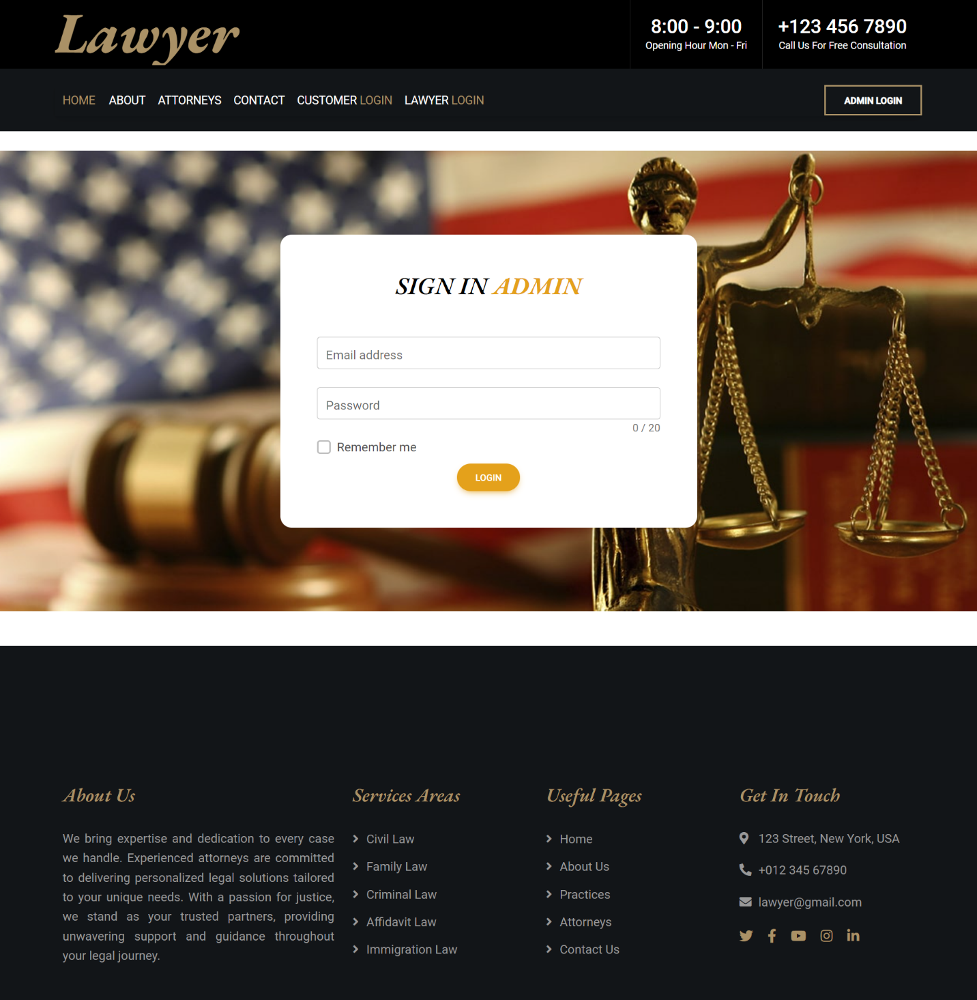 Lawyer
8:00 - 9:00
Opening Hour Mon - Fri
+123 456 7890
Call Us For Free Consultation
HOME ABOUT ATTORNEYS CONTACT CUSTOMER LOGIN LAWYER LOGIN
ADMIN LOGIN
SIGN IN ADMIN
Email address
Password
0 / 20
Remember me
LOGIN
About Us
We bring expertise and dedication to every case
we handle. Experienced attorneys are committed
to delivering personalized legal solutions tailored
to your unique needs. With a passion for justice,
we stand as your trusted partners, providing
unwavering support and guidance throughout
your legal journey.
Services Areas
Civil Law
Family Law
Criminal Law
Affidavit Law
Immigration Law
Useful Pages
Home
About Us
Practices
Attorneys
Contact Us
Get In Touch
123 Street, New York, USA
+012 345 67890
lawyer@gmail.com